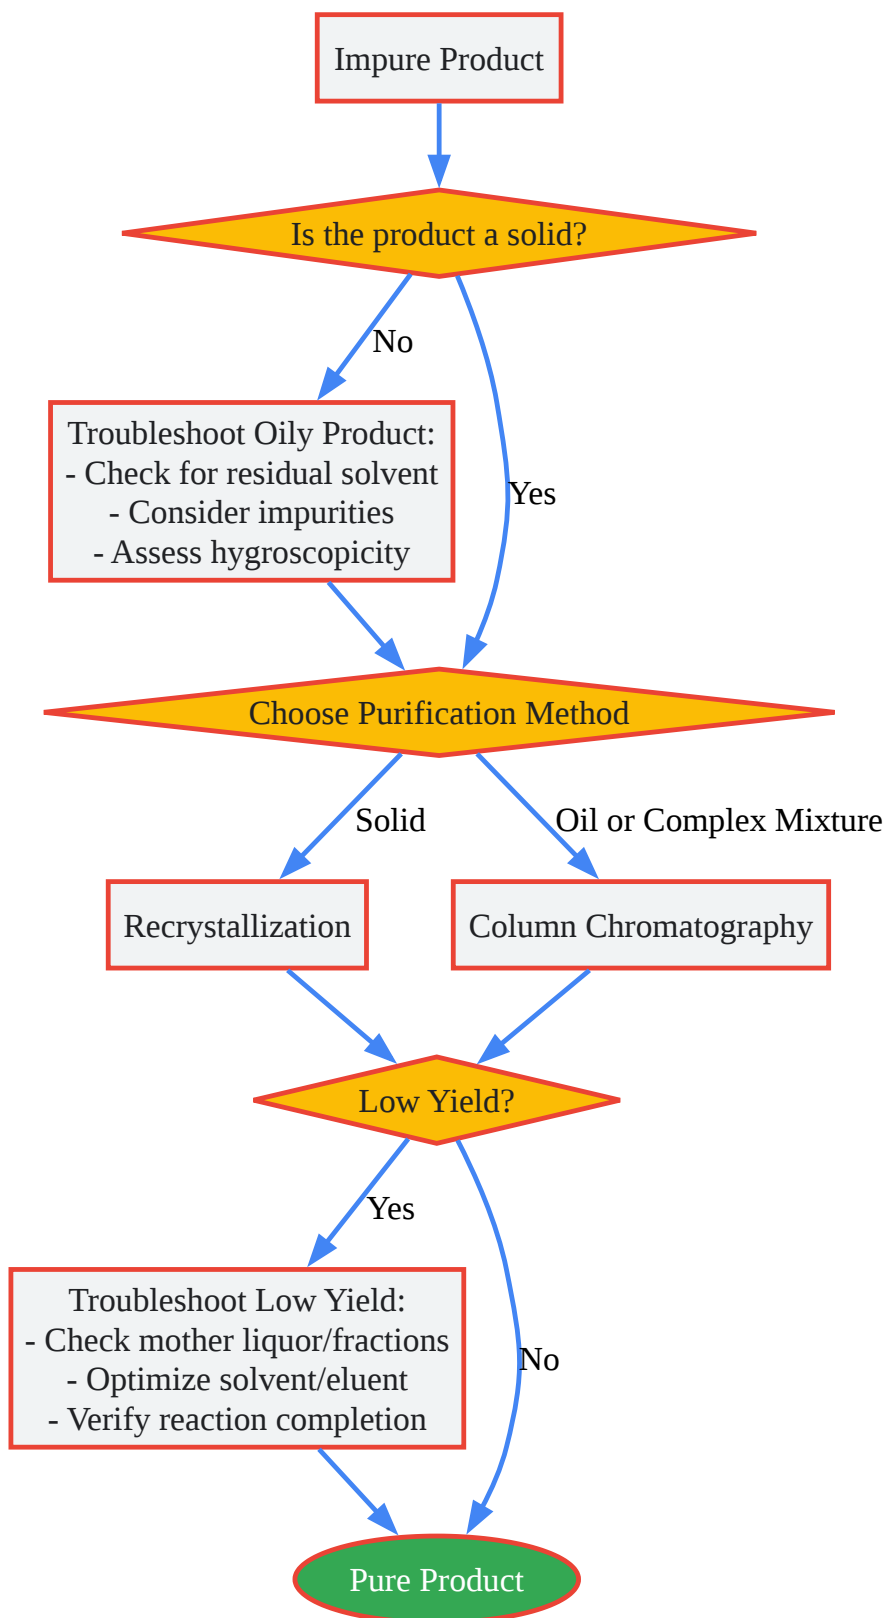 Impure Product
Is the product a solid?
No
Troubleshoot Oily Product:
- Check for residual solvent
- Consider impurities
- Assess hygroscopicity
Yes
Choose Purification Method
Solid
Oil or Complex Mixture
Recrystallization
Column Chromatography
Low Yield?
Yes
Troubleshoot Low Yield:
- Check mother liquor/fractions
- Optimize solvent/eluent
- Verify reaction completion
No
Pure Product